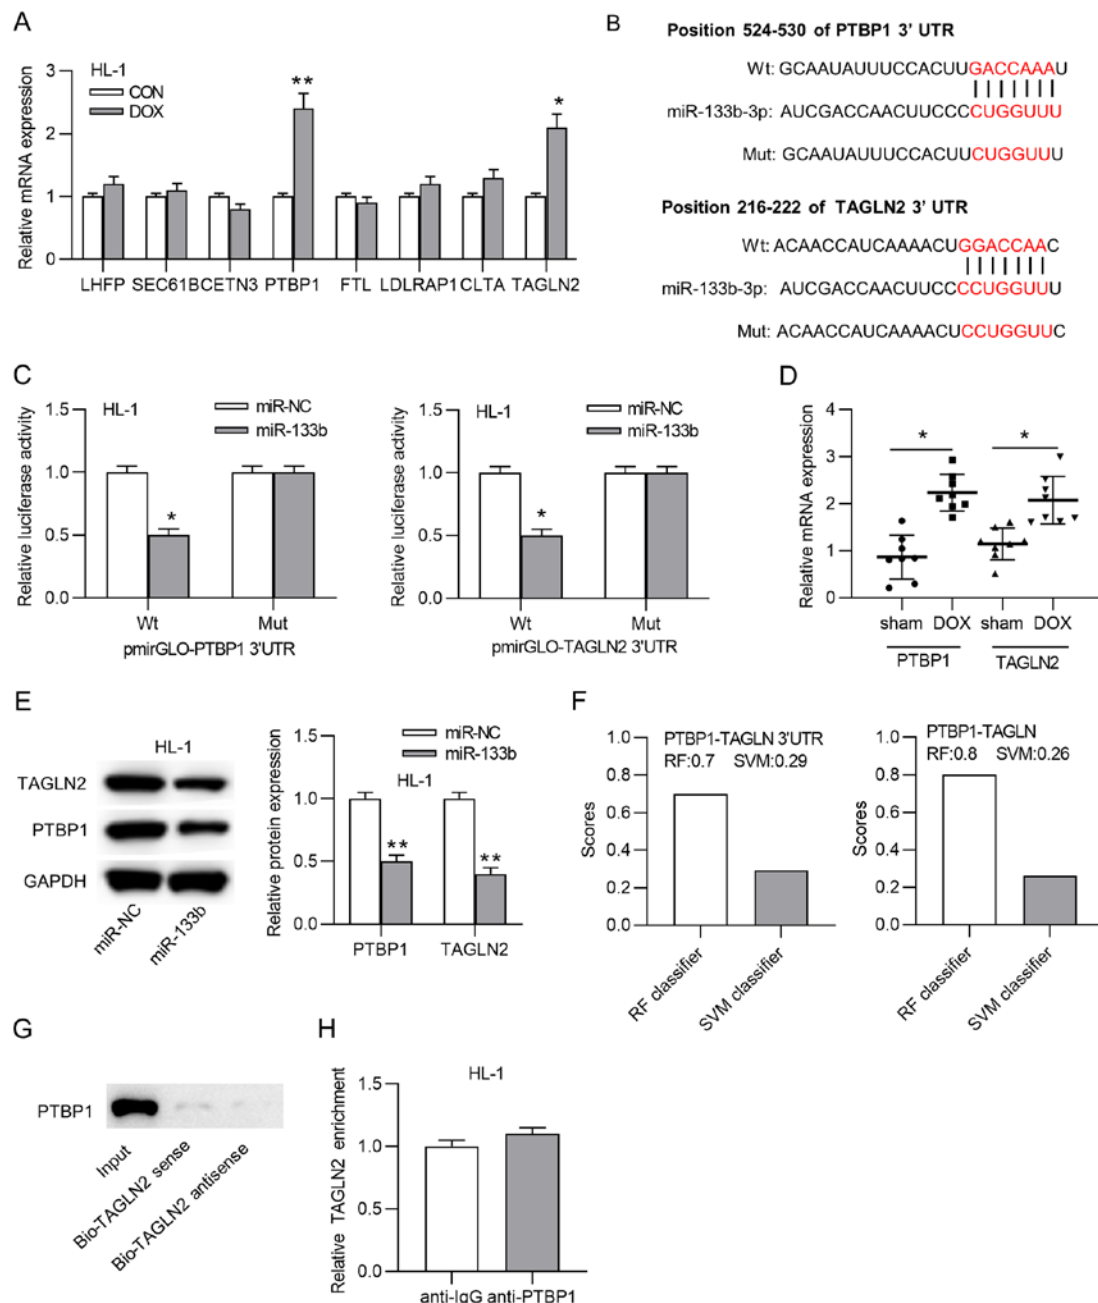 A
HL-1
CON
DOX
Relative mRNA expression
3
2
1
0
**
*
LHFP SEC61B CETN3 PTBP1 FTL LDLRAP1 CLTA TAGLN2
B
Position 524-530 of PTBP1 3' UTR
Wt: GCAAUAUUUCCACUUGACCAAAU
miR-133b-3p: AUCGACCAACUUCCCCUGGUUU
Mut: GCAAUAUUUCCACUUCUGGUUU
Position 216-222 of TAGLN2 3' UTR
Wt: ACAACCAUCAAAACUGGACCAAC
miR-133b-3p: AUCGACCAACUUCCCCUGGUUU
Mut: ACAACCAUCAAAACUCCUGGUUC
C
Relative luciferase activity
1.5
1.0
0.5
0.0
HL-1
miR-NC
miR-133b
*
Wt Mut
pmirGLO-PTBP1 3'UTR
Relative luciferase activity
1.5
1.0
0.5
0.0
HL-1
miR-NC
miR-133b
*
Wt Mut
pmirGLO-TAGLN2 3'UTR
D
Relative mRNA expression
4
3
2
1
0
* *
sham DOX sham DOX
PTBP1 TAGLN2
E
HL-1
TAGLN2
PTBP1
GAPDH
miR-NC
miR-133b
Relative protein expression
1.5
1.0
0.5
0.0
miR-NC
miR-133b
HL-1
**
**
PTBP1 TAGLN2
F
Scores
1.0
0.8
0.6
0.4
0.2
0.0
PTBP1-TAGLN 3'UTR
RF:0.7 SVM:0.29
RF classifier
SVM classifier
Scores
1.0
0.8
0.6
0.4
0.2
0.0
PTBP1-TAGLN
RF:0.8 SVM:0.26
RF classifier
SVM classifier
G
PTBP1
Input
Bio-TAGLN2 sense
Bio-TAGLN2 antisense
H
HL-1
Relative TAGLN2 enrichment
1.5
1.0
0.5
0.0
anti-IgG anti-PTBP1